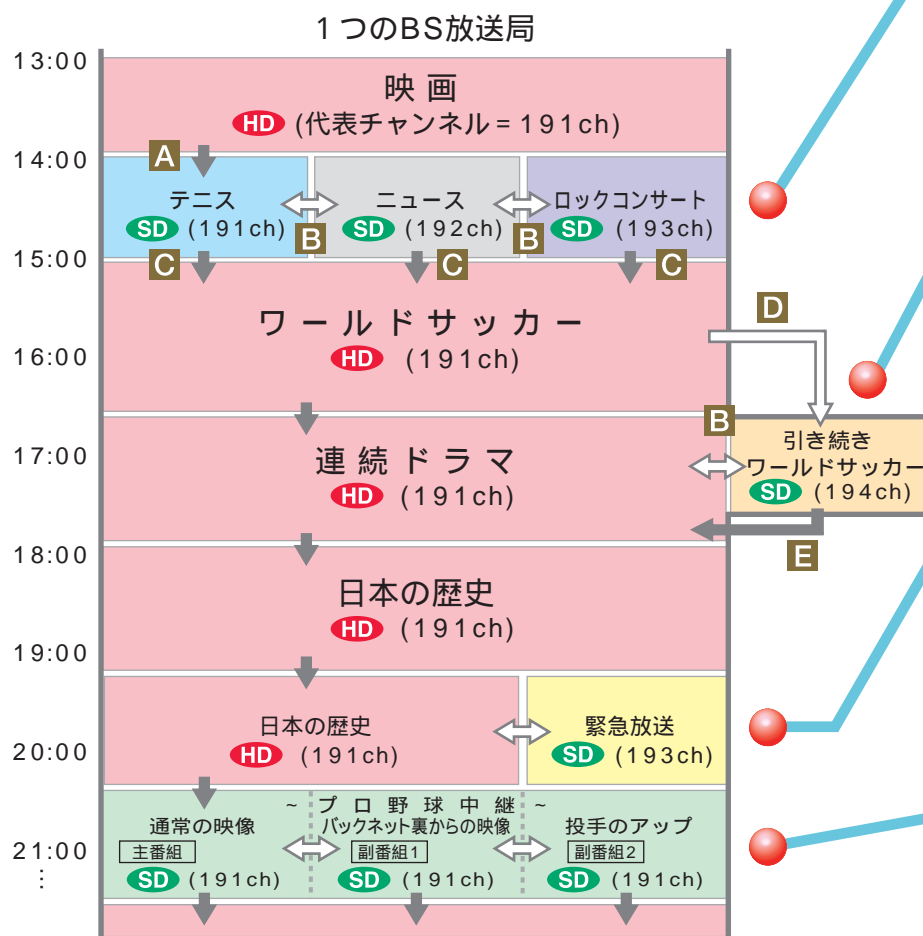 1つのBS放送局
13:00
映画
HD (代表チャンネル=191ch)
A
14:00
テニス
SD (191ch)
B
ニュース
SD (192ch)
B
ロックコンサート
SD (193ch)
15:00
C
C
C
ワールドサッカー
HD (191ch)
D
16:00
B
引き続き
ワールドサッカー
SD (194ch)
17:00
連続ドラマ
HD (191ch)
E
18:00
日本の歴史
HD (191ch)
19:00
日本の歴史
HD (191ch)
緊急放送
SD (193ch)
20:00
~プロ野球中継~
通常の映像
主番組
SD (191ch)
バックネット裏からの映像
副番組1
SD (191ch)
投手のアップ
副番組2
SD (191ch)
21:00
⋮